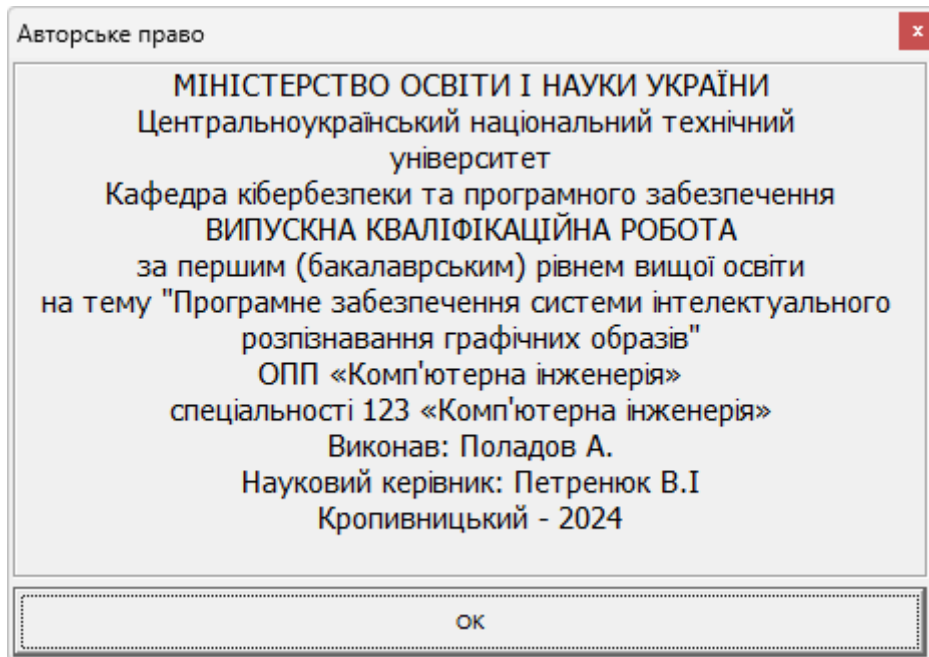 Авторське право
x
МІНІСТЕРСТВО ОСВІТИ І НАУКИ УКРАЇНИ
Центральноукраїнський національний технічний
університет
Кафедра кібербезпеки та програмного забезпечення
ВИПУСКНА КВАЛІФІКАЦІЙНА РОБОТА
за першим (бакалаврським) рівнем вищої освіти
на тему "Програмне забезпечення системи інтелектуального
розпізнавання графічних образів"
ОПП «Комп'ютерна інженерія»
спеціальності 123 «Комп'ютерна інженерія»
Виконав: Поладов А.
Науковий керівник: Петренюк В.І
Кропивницький - 2024
ОК